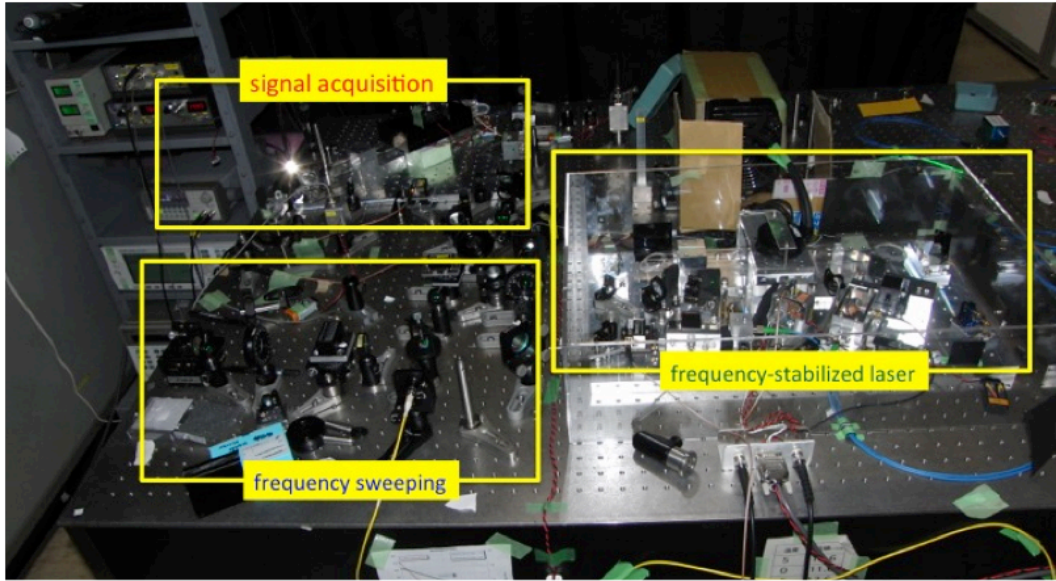 signal acquisition
frequency-stabilized laser
frequency sweeping